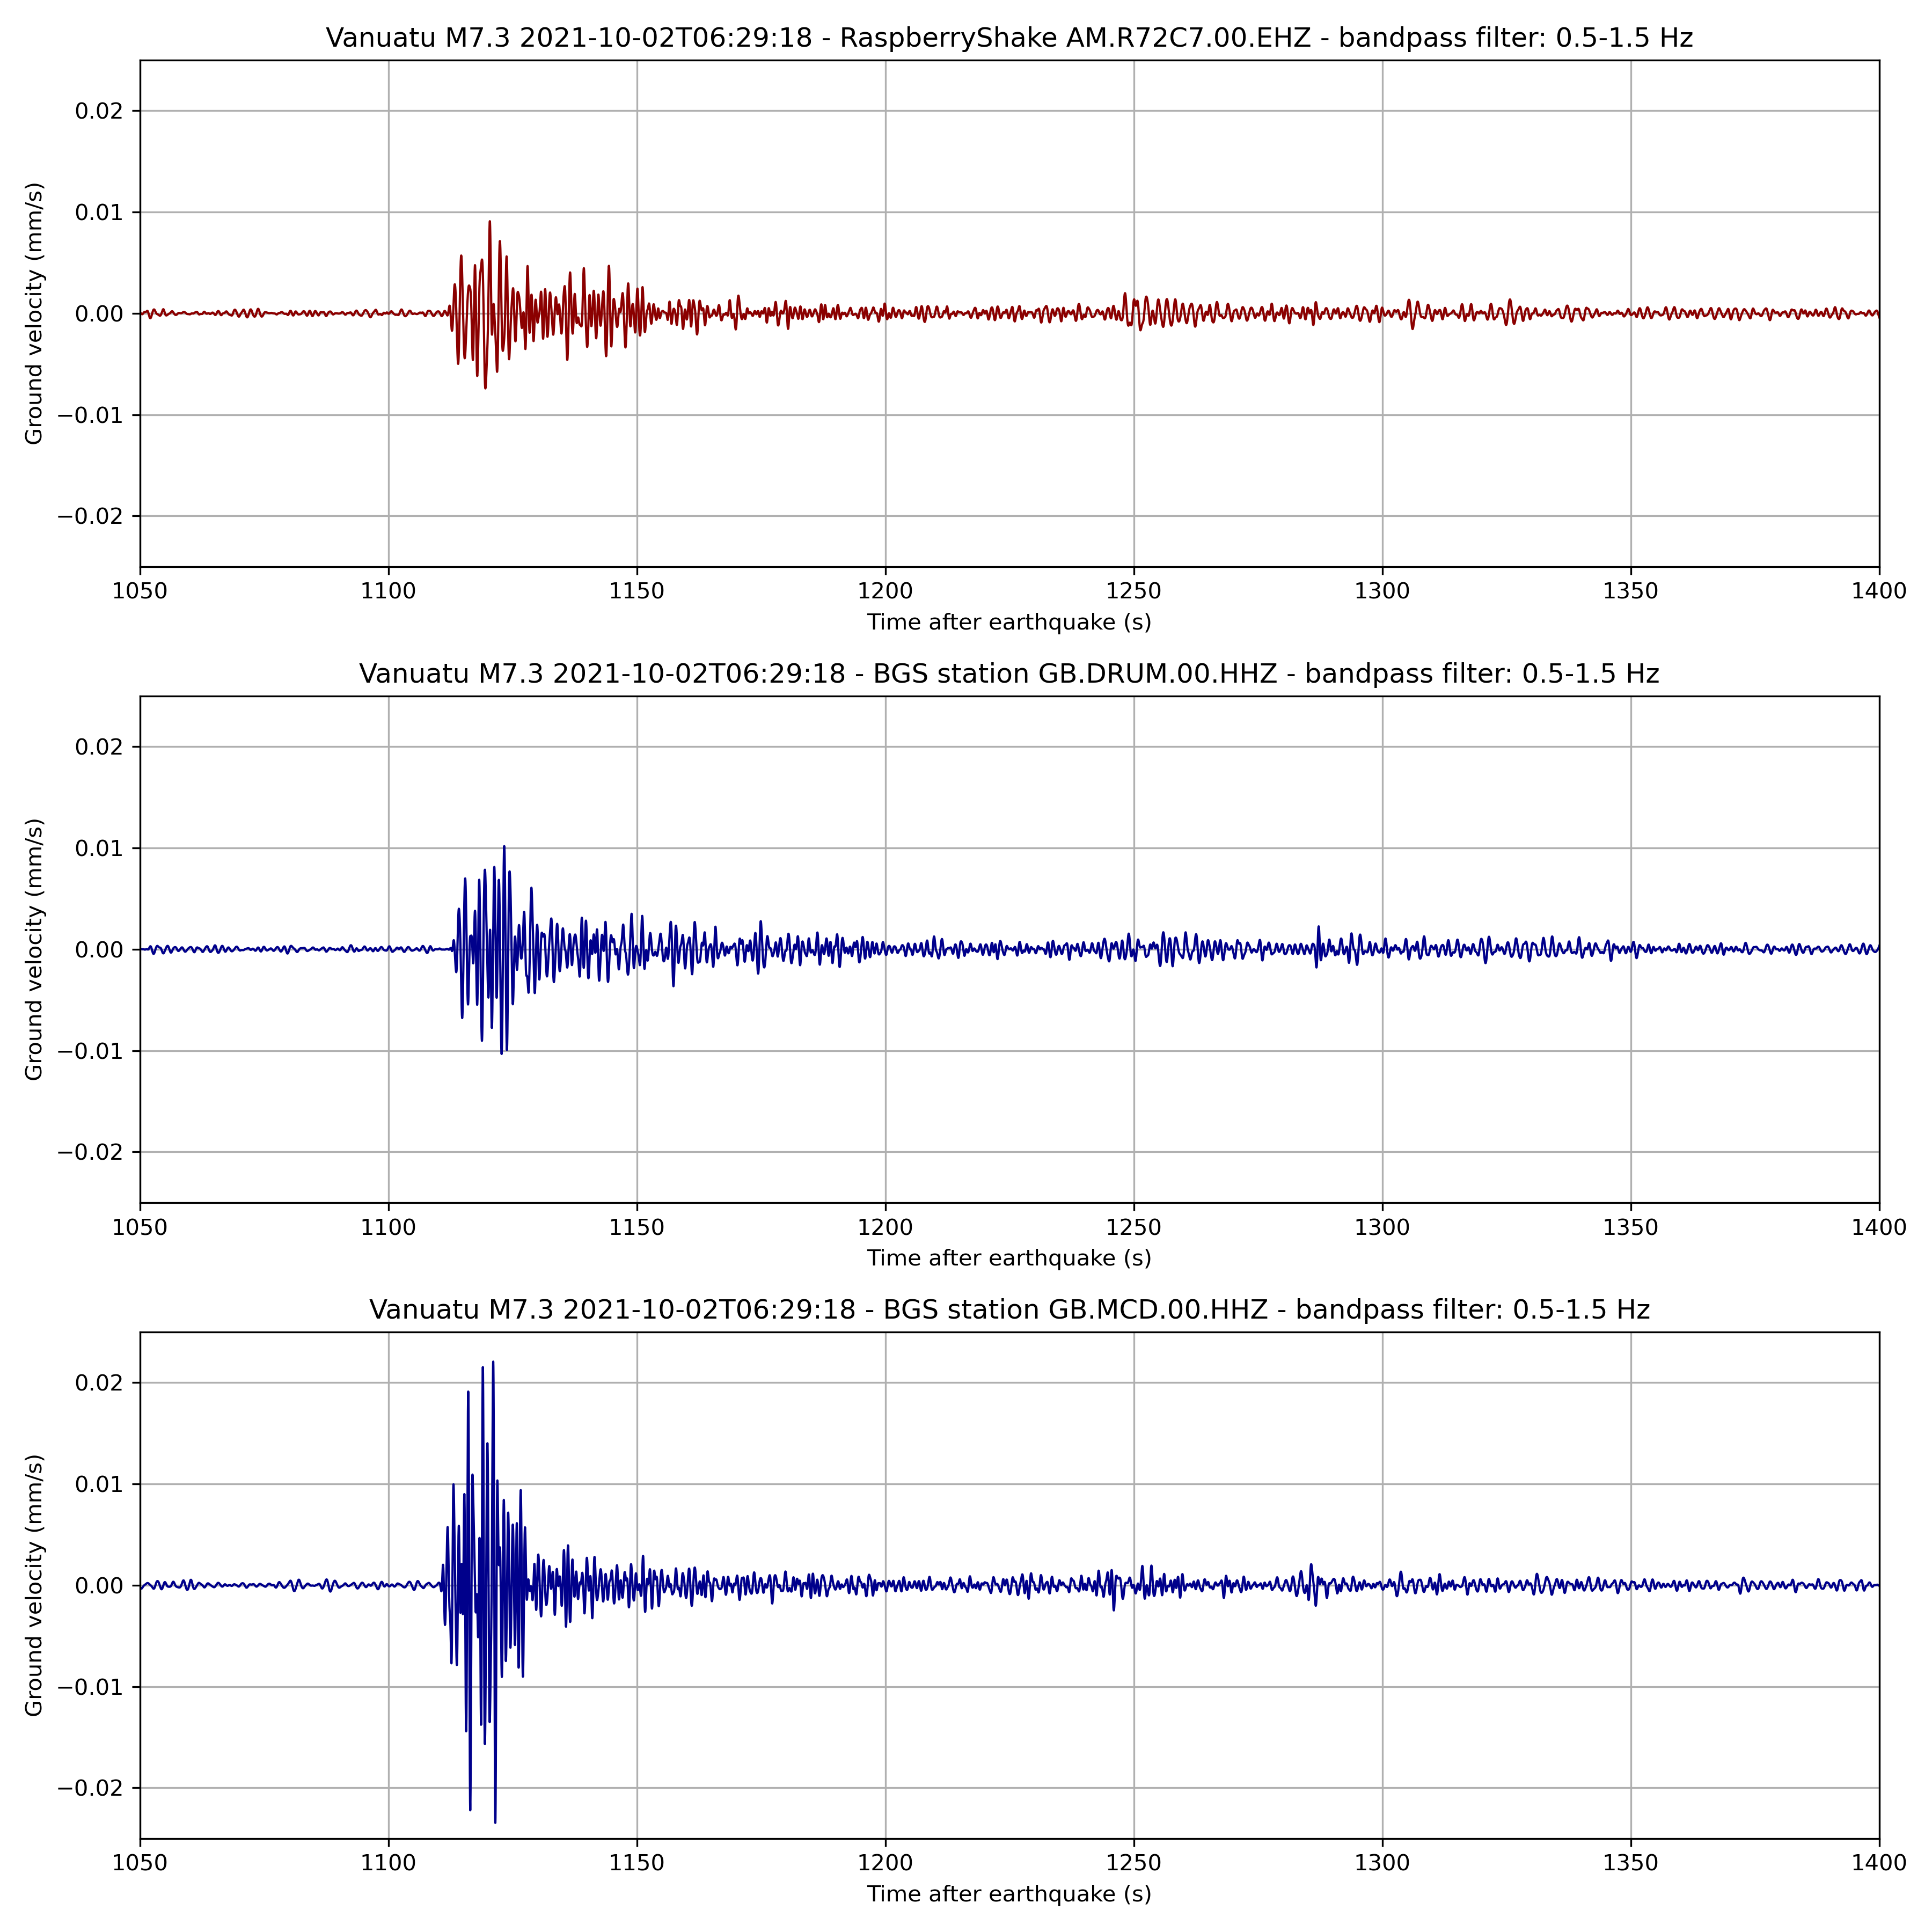 Vanuatu M7.3 2021-10-02T06:29:18 - RaspberryShake AM.R72C7.00.EHZ - bandpass filter: 0.5-1.5 Hz
Ground velocity (mm/s)
0.02
0.01
0.00
−0.01
−0.02
1050 1100 1150 1200 1250 1300 1350 1400
Time after earthquake (s)
Vanuatu M7.3 2021-10-02T06:29:18 - BGS station GB.DRUM.00.HHZ - bandpass filter: 0.5-1.5 Hz
Ground velocity (mm/s)
0.02
0.01
0.00
−0.01
−0.02
1050 1100 1150 1200 1250 1300 1350 1400
Time after earthquake (s)
Vanuatu M7.3 2021-10-02T06:29:18 - BGS station GB.MCD.00.HHZ - bandpass filter: 0.5-1.5 Hz
Ground velocity (mm/s)
0.02
0.01
0.00
−0.01
−0.02
1050 1100 1150 1200 1250 1300 1350 1400
Time after earthquake (s)